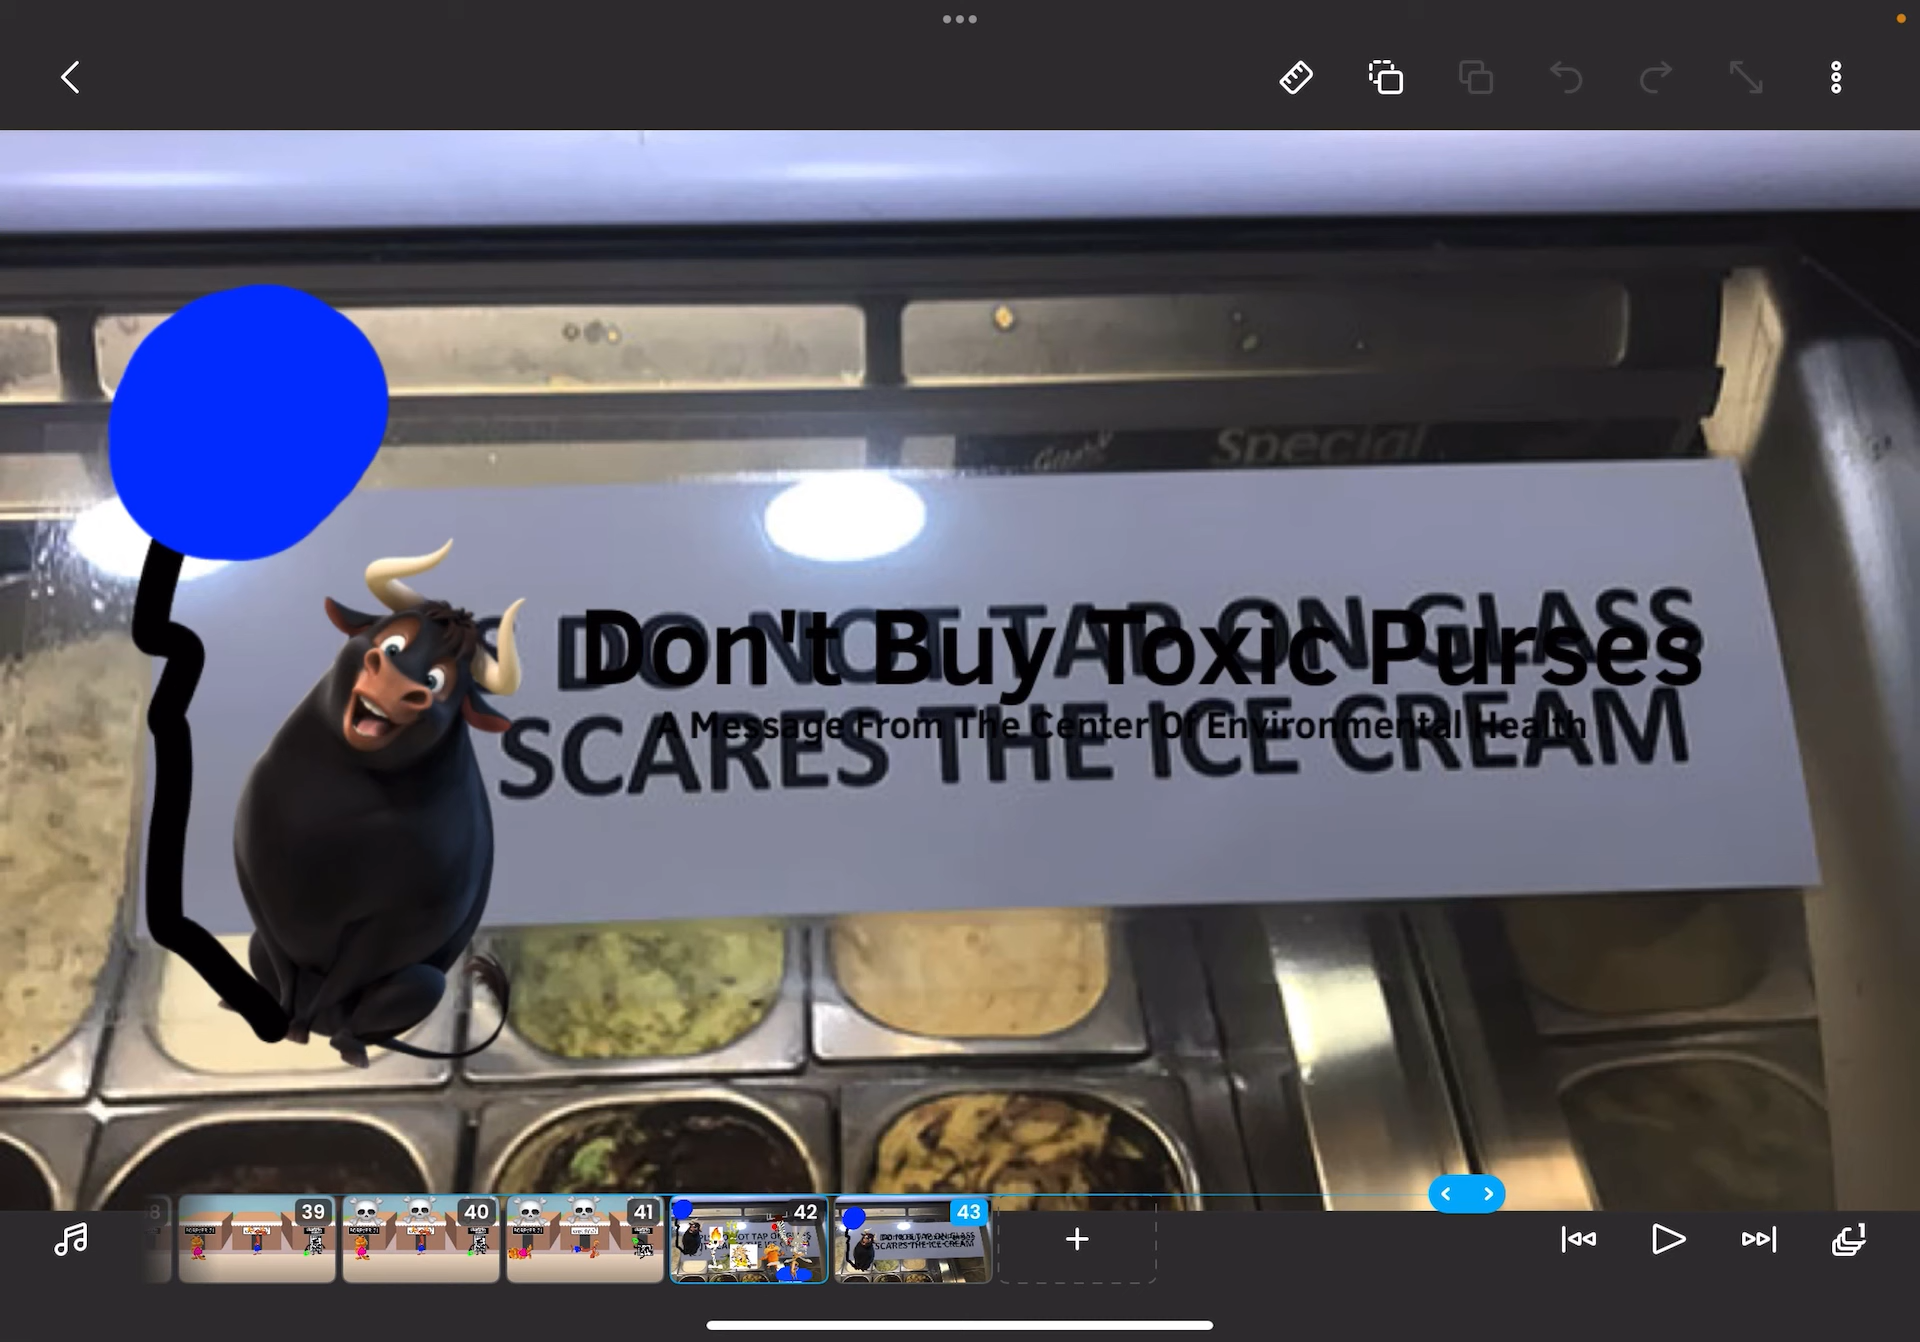 Special
S DO NOT TAP ON GLASS
SCARES THE ICE CREAM
Don't Buy Toxic Purses
A Message From The Center Of Environmental Health
39
40
41
42
43